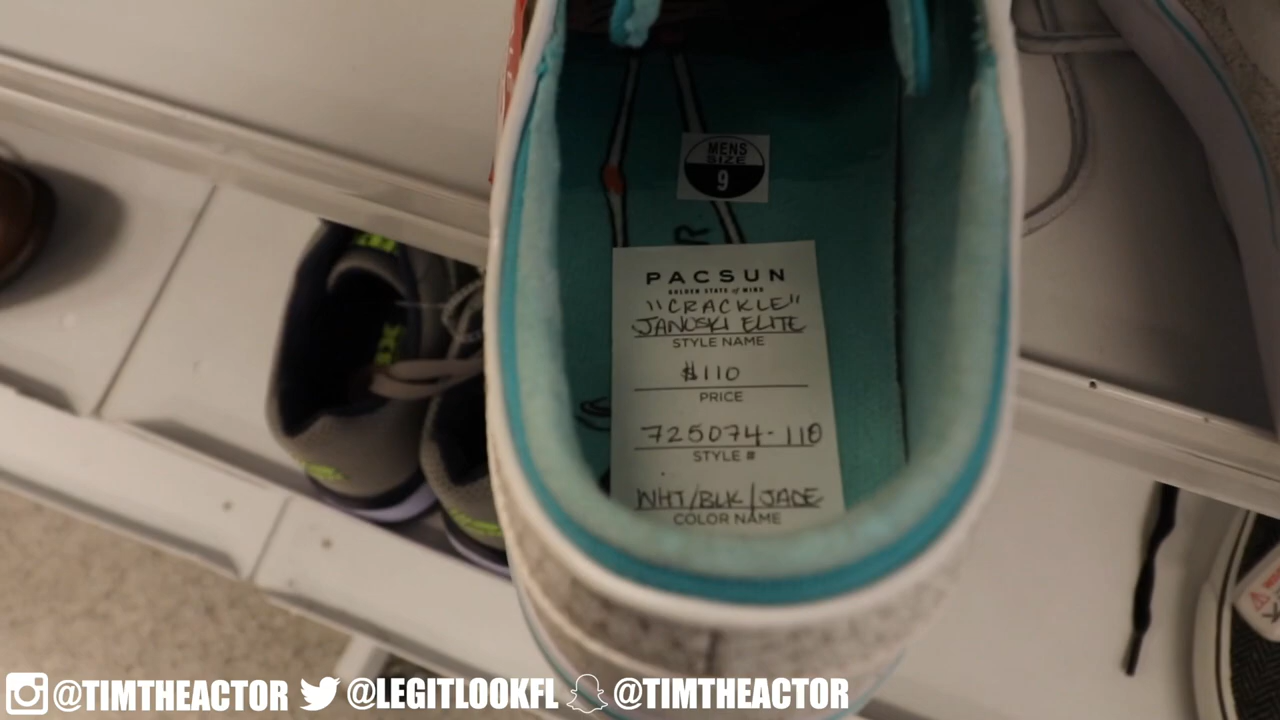 MENS
SIZE
9
R
PACSUN
GOLDEN STATE of MIND
"CRACKLE"
JANOSKI ELITE
STYLE NAME
$110
PRICE
725074-110
STYLE #
WHT/BLK/JADE
COLOR NAME
@TIMTHEACTOR @LEGITLOOKFL @TIMTHEACTOR